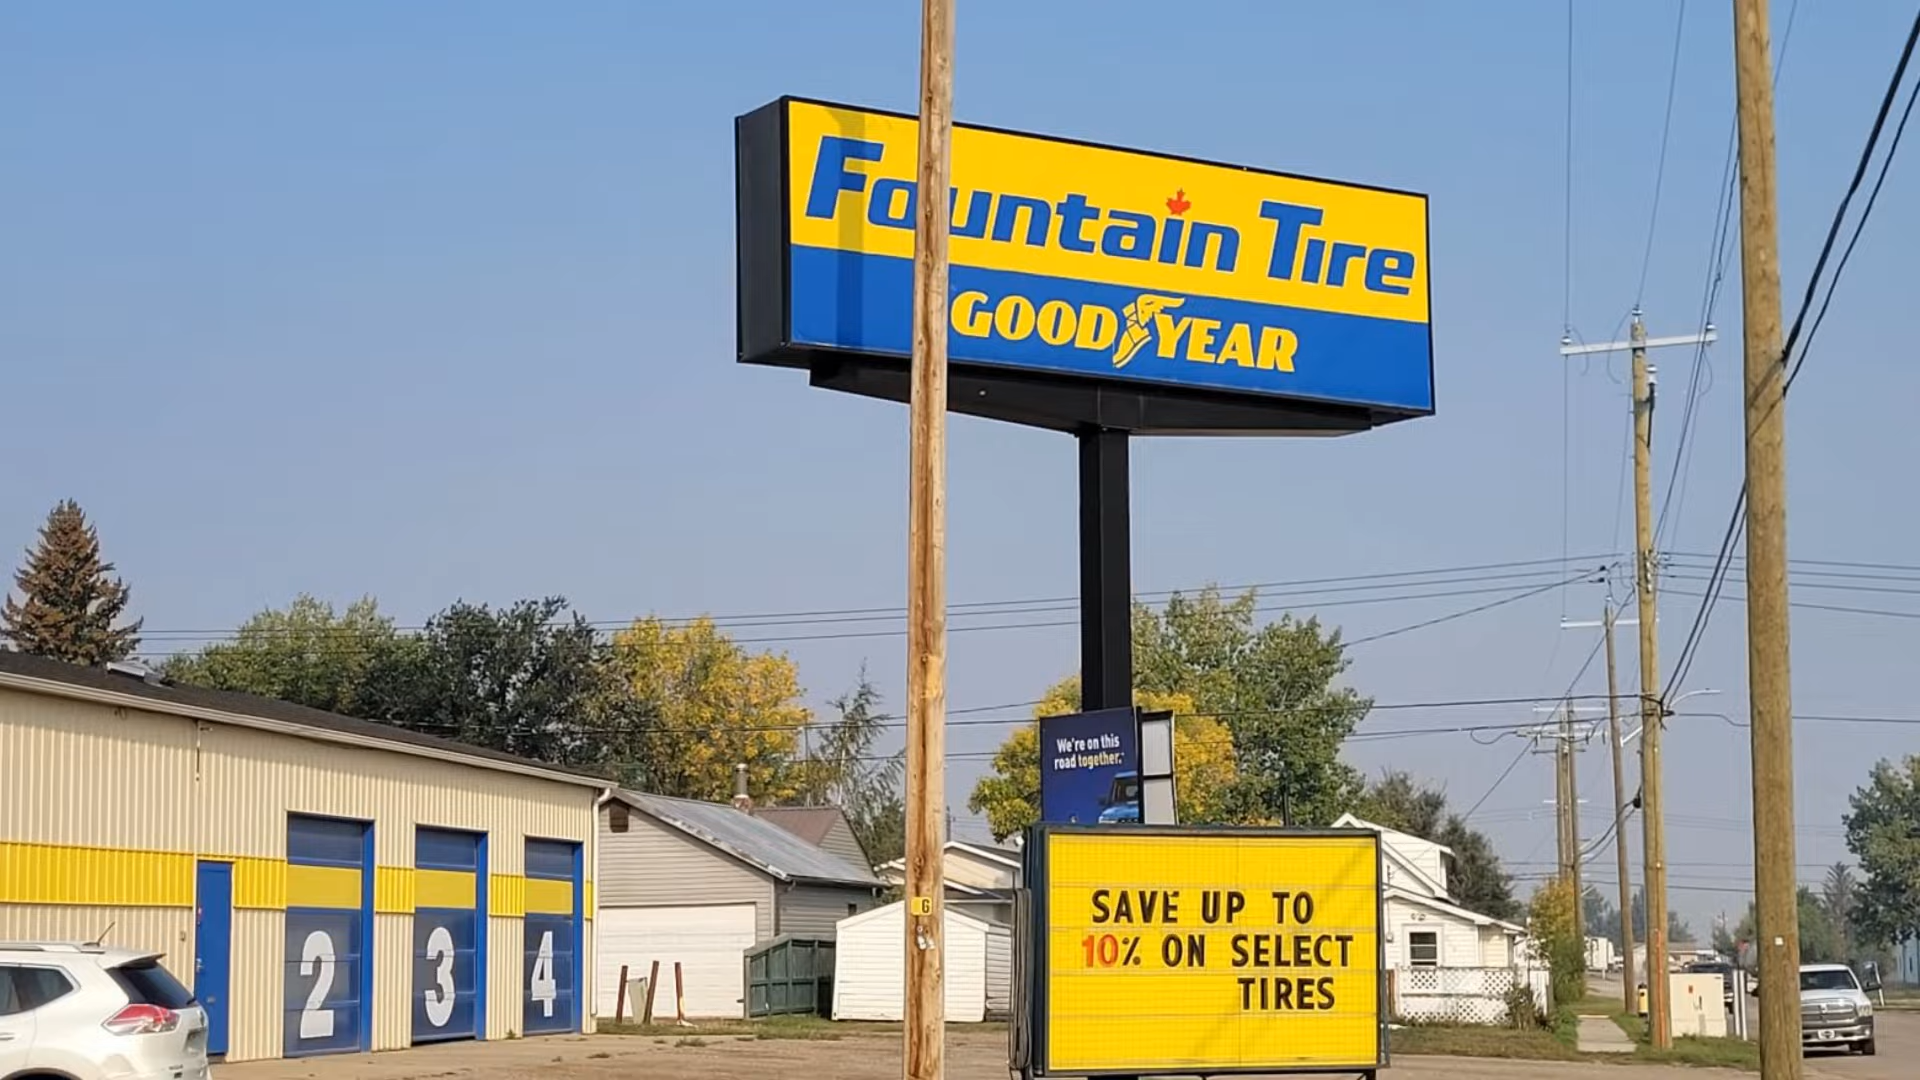 Fountain Tire
GOODYEAR
We're on this
road together.™
SAVE UP TO
10% ON SELECT
TIRES
2
3
4
G